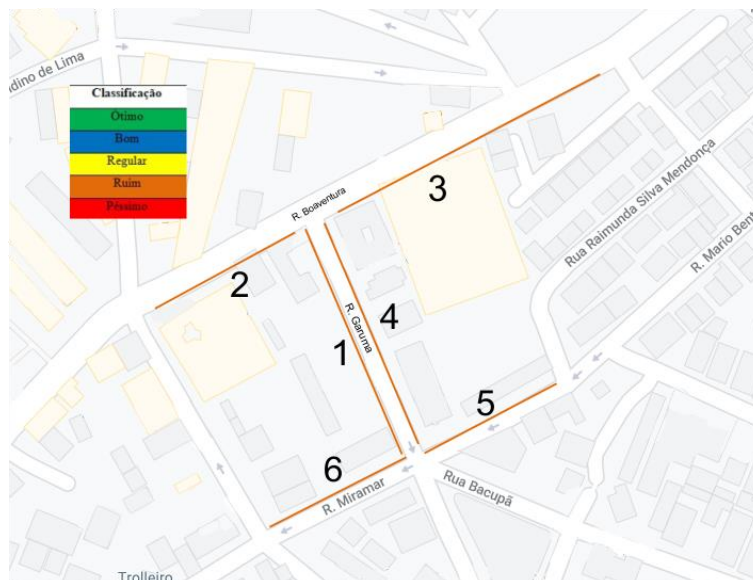 dino de Lima
Classificação
Ótimo
Bom
Regular
Ruim
Péssimo
R. Boaventura
3
Rua Raimunda Silva Mendonça
R. Mario Ben
2
R. Garuma
4
1
5
6
R. Miramar
Rua Bacupã
Trolleiro